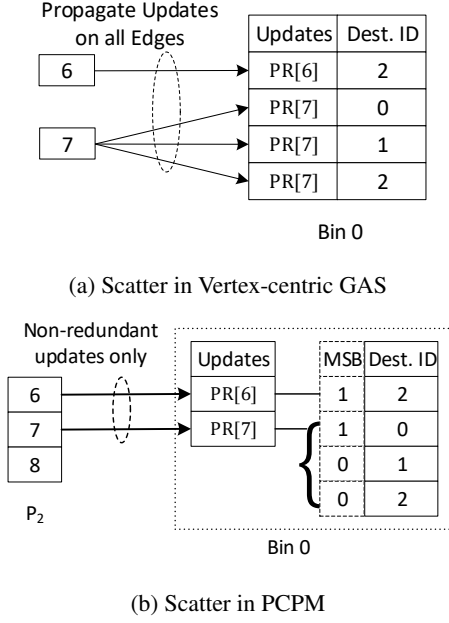 Propagate Updates
on all Edges
Updates Dest. ID
6 PR[6] 2
PR[7] 0
7 PR[7] 1
PR[7] 2
Bin 0
(a) Scatter in Vertex-centric GAS
Non-redundant
updates only
Updates MSB Dest. ID
6 PR[6] 1 2
7 PR[7] 1 0
8 0 1
0 2
P2
Bin 0
(b) Scatter in PCPM